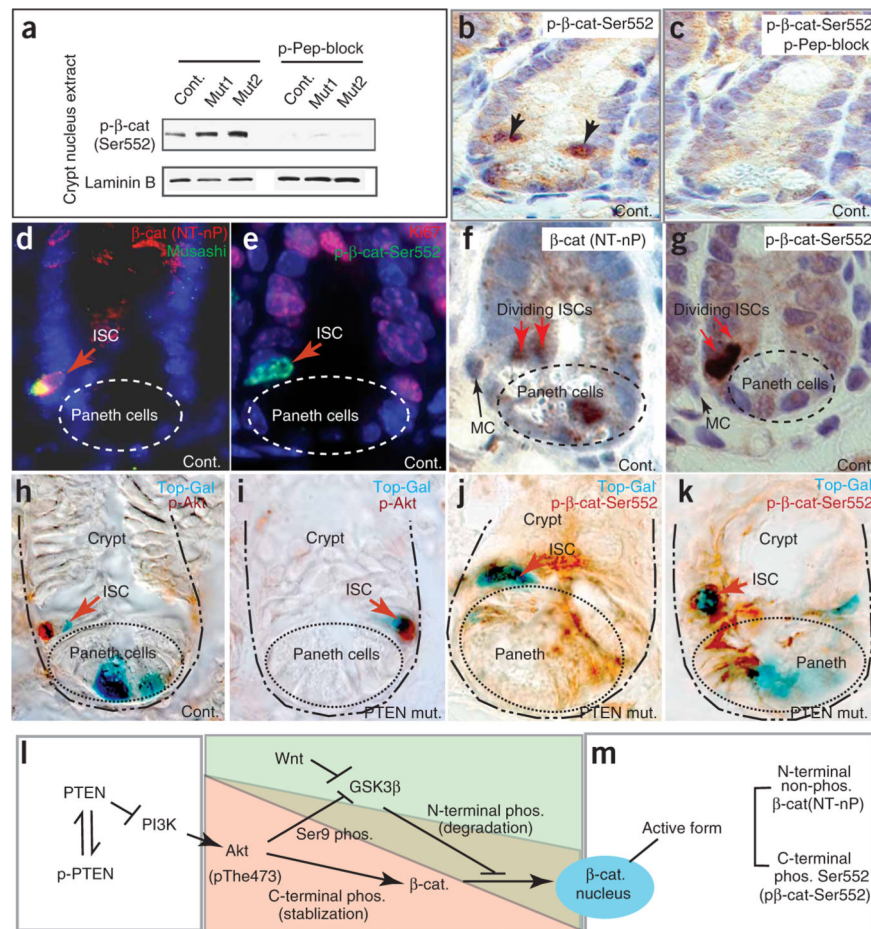 a
p-Pep-block
Cont.
Mut1
Mut2
Cont.
Mut1
Mut2
Crypt nucleus extract
p-β-cat
(Ser552)
Laminin B
b
p-β-cat-Ser552
Cont.
c
p-β-cat-Ser552
p-Pep-block
Cont.
d
β-cat (NT-nP)
Musashi
ISC
Paneth cells
Cont.
e
Ki67
p-β-cat-Ser552
ISC
Paneth cells
Cont.
f
β-cat (NT-nP)
Dividing ISCs
Paneth cells
MC
Cont.
g
p-β-cat-Ser552
Dividing ISCs
Paneth cells
MC
Cont.
h
Top-Gal
p-Akt
Crypt
ISC
Paneth cells
Cont.
i
Top-Gal
p-Akt
ISC
Paneth cells
PTEN mut.
j
Top-Gal
p-β-cat-Ser552
Crypt
ISC
Paneth
PTEN mut.
k
Top-Gal
p-β-cat-Ser552
Crypt
ISC
Paneth
PTEN mut.
l
PTEN
p-PTEN
PI3K
Wnt
GSK3β
N-terminal phos.
(degradation)
Ser9 phos.
Akt
(pThe473)
C-terminal phos.
(stablization)
β-cat.
β-cat.
nucleus
m
Active form
N-terminal
non-phos.
β-cat(NT-nP)
C-terminal
phos. Ser552
(pβ-cat-Ser552)